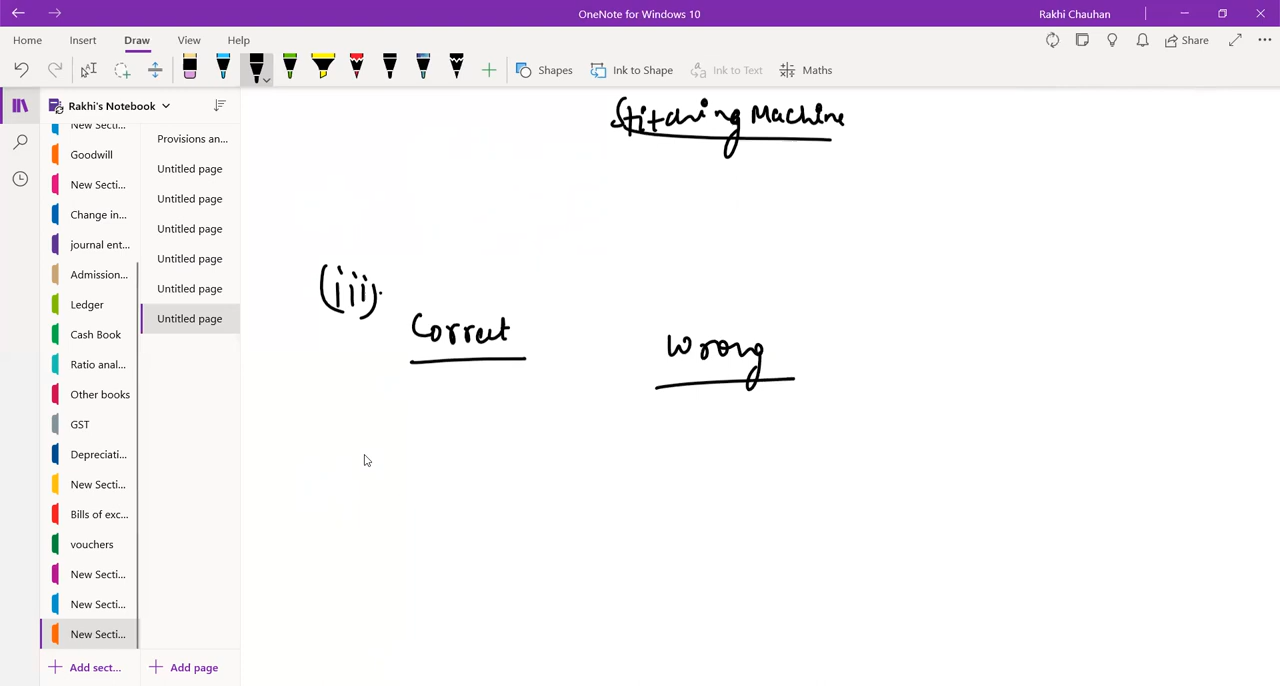 OneNote for Windows 10
Rakhi Chauhan
Home Insert Draw View Help
Share
Shapes Ink to Shape Ink to Text Maths
Rakhi's Notebook
New Secti...
Goodwill
New Secti...
Change in...
journal ent...
Admission...
Ledger
Cash Book
Ratio anal...
Other books
GST
Depreciati...
New Secti...
Bills of exc...
vouchers
New Secti...
New Secti...
New Secti...
Add sect...
Provisions an...
Untitled page
Untitled page
Untitled page
Untitled page
Untitled page
Untitled page
Add page
Stitching Machine
(iii).
Correct
Wrong